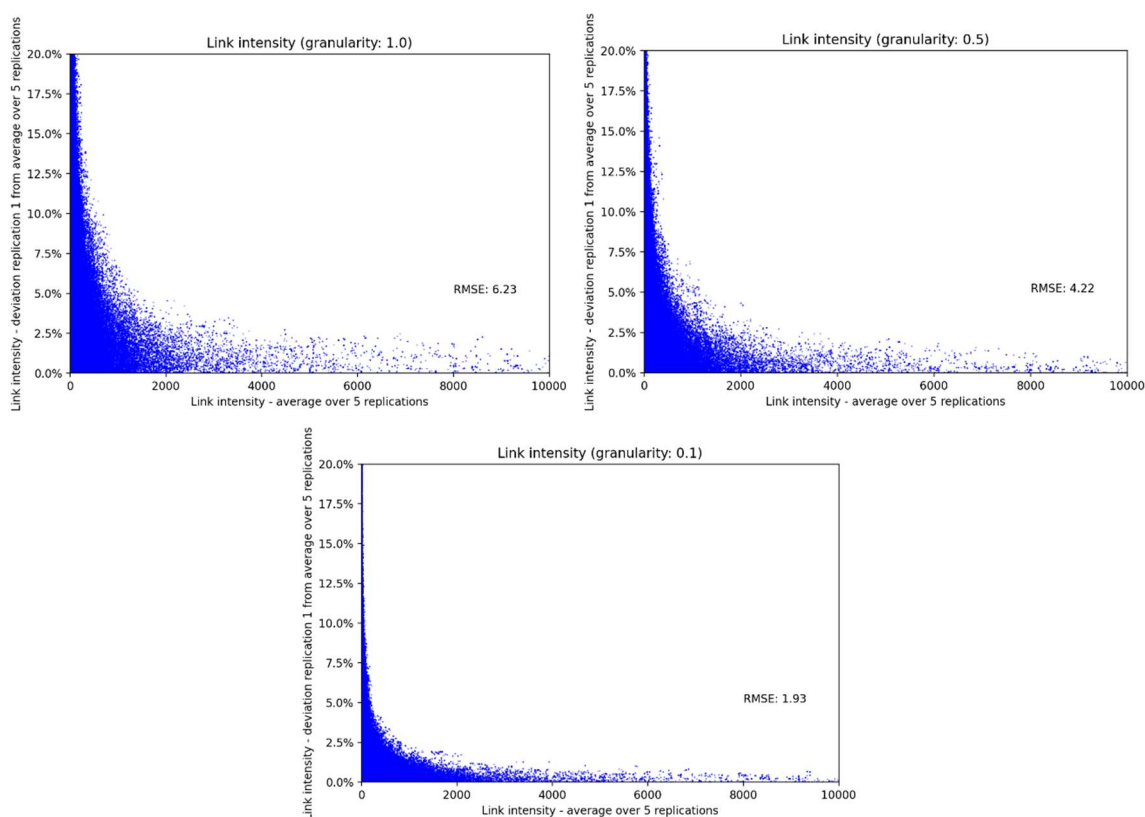 Link intensity (granularity: 1.0)
Link intensity - deviation replication 1 from average over 5 replications
20.0%
17.5%
15.0%
12.5%
10.0%
7.5%
5.0%
2.5%
0.0%
RMSE: 6.23
0 2000 4000 6000 8000 10000
Link intensity - average over 5 replications
Link intensity (granularity: 0.5)
Link intensity - deviation replication 1 from average over 5 replications
20.0%
17.5%
15.0%
12.5%
10.0%
7.5%
5.0%
2.5%
0.0%
RMSE: 4.22
0 2000 4000 6000 8000 10000
Link intensity - average over 5 replications
Link intensity (granularity: 0.1)
Link intensity - deviation replication 1 from average over 5 replications
20.0%
17.5%
15.0%
12.5%
10.0%
7.5%
5.0%
2.5%
0.0%
RMSE: 1.93
0 2000 4000 6000 8000 10000
Link intensity - average over 5 replications